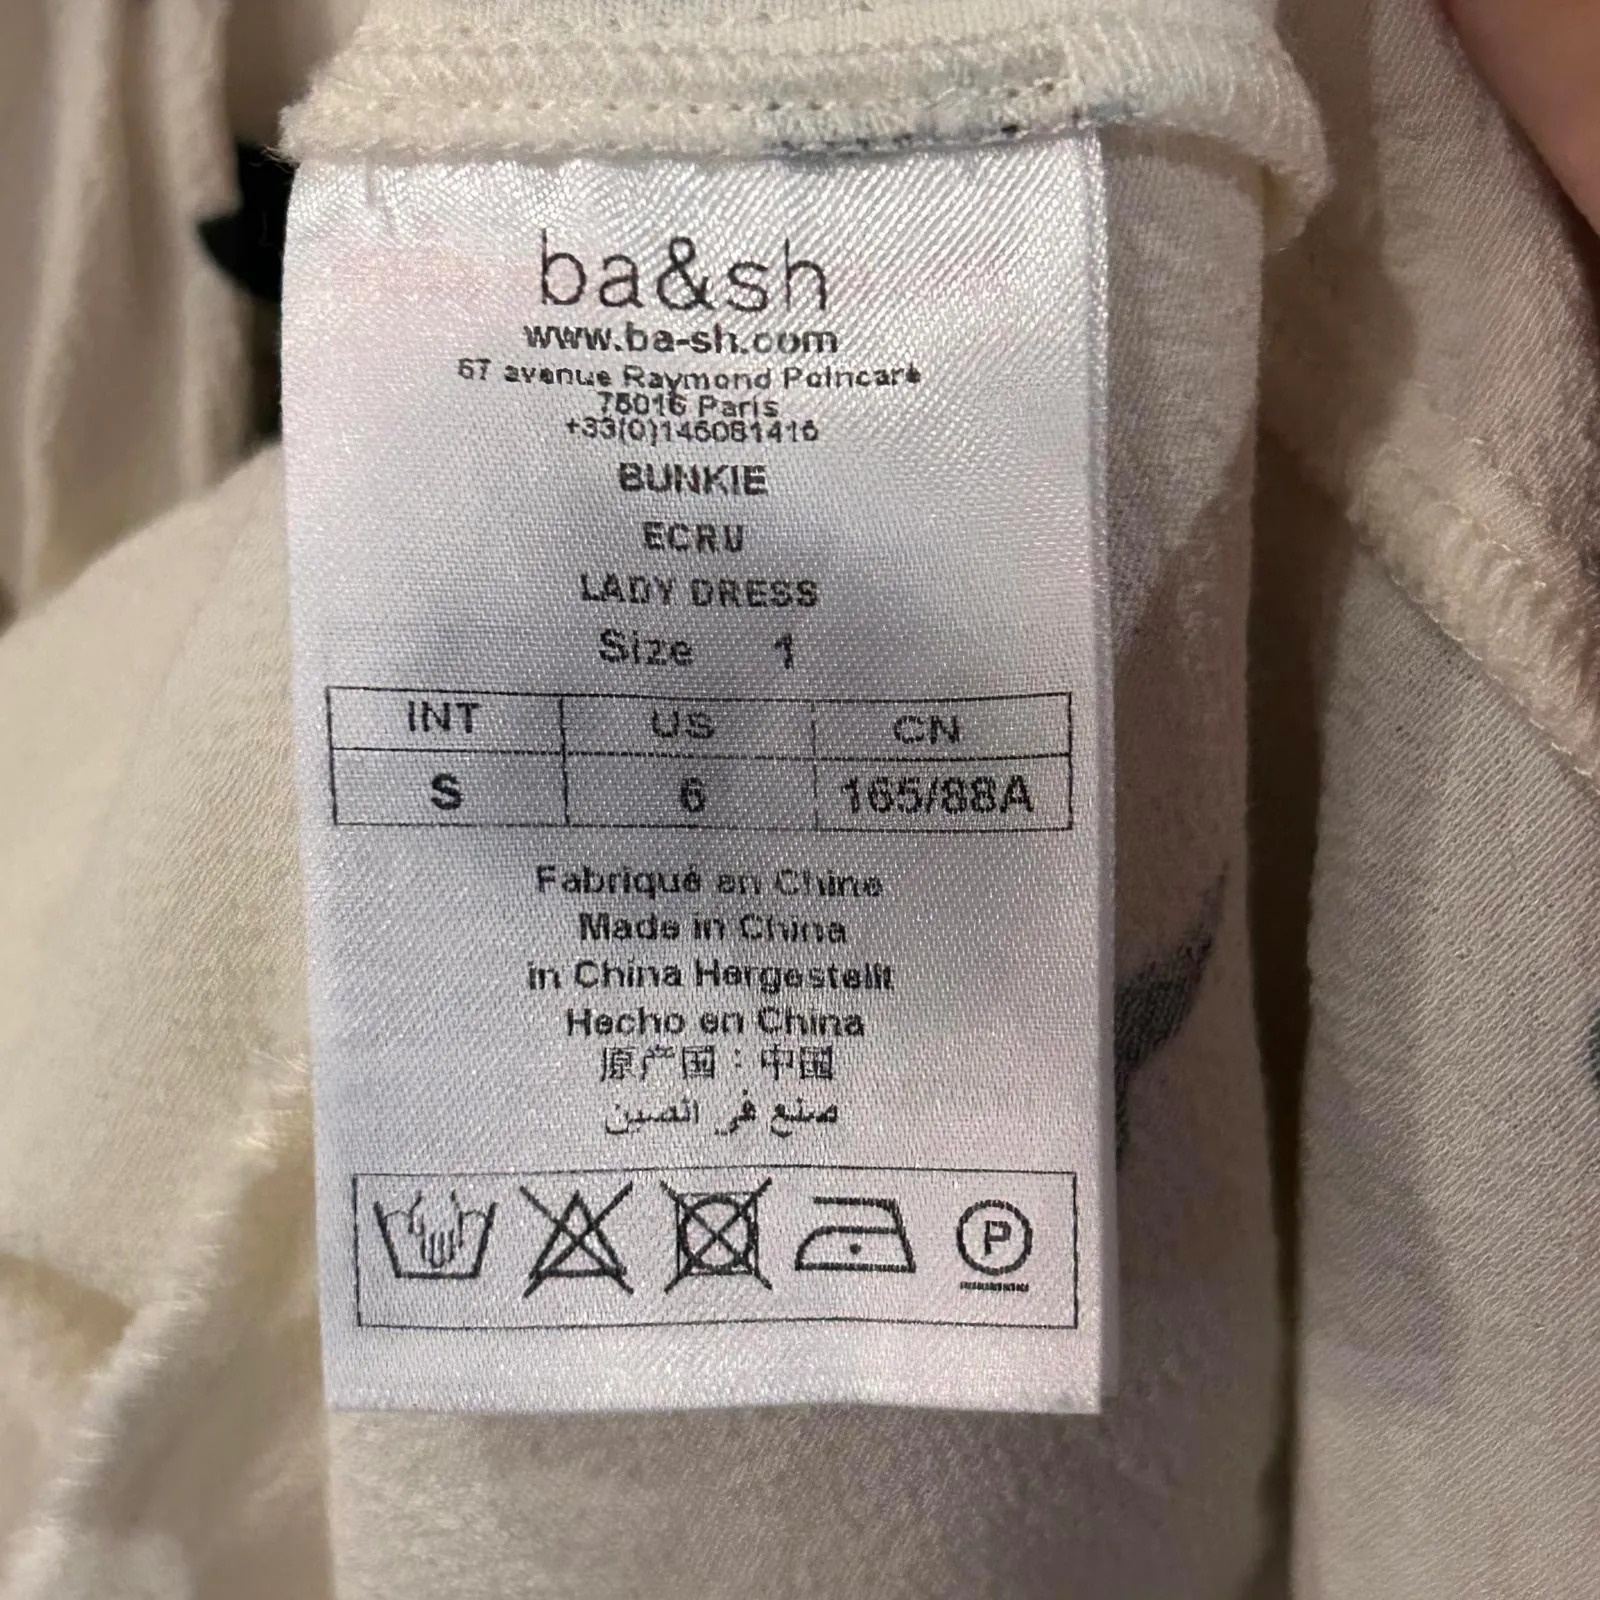 ba&sh
www.ba-sh.com
67 avenue Raymond Poincaré
75016 Paris
+33(0)145081416
BUNKIE
ECRU
LADY DRESS
Size 1
INT US CN
S 6 165/88A
Fabriqué en Chine
Made in China
in China Hergestellt
Hecho en China
原产国：中国
صنع في الصين
P